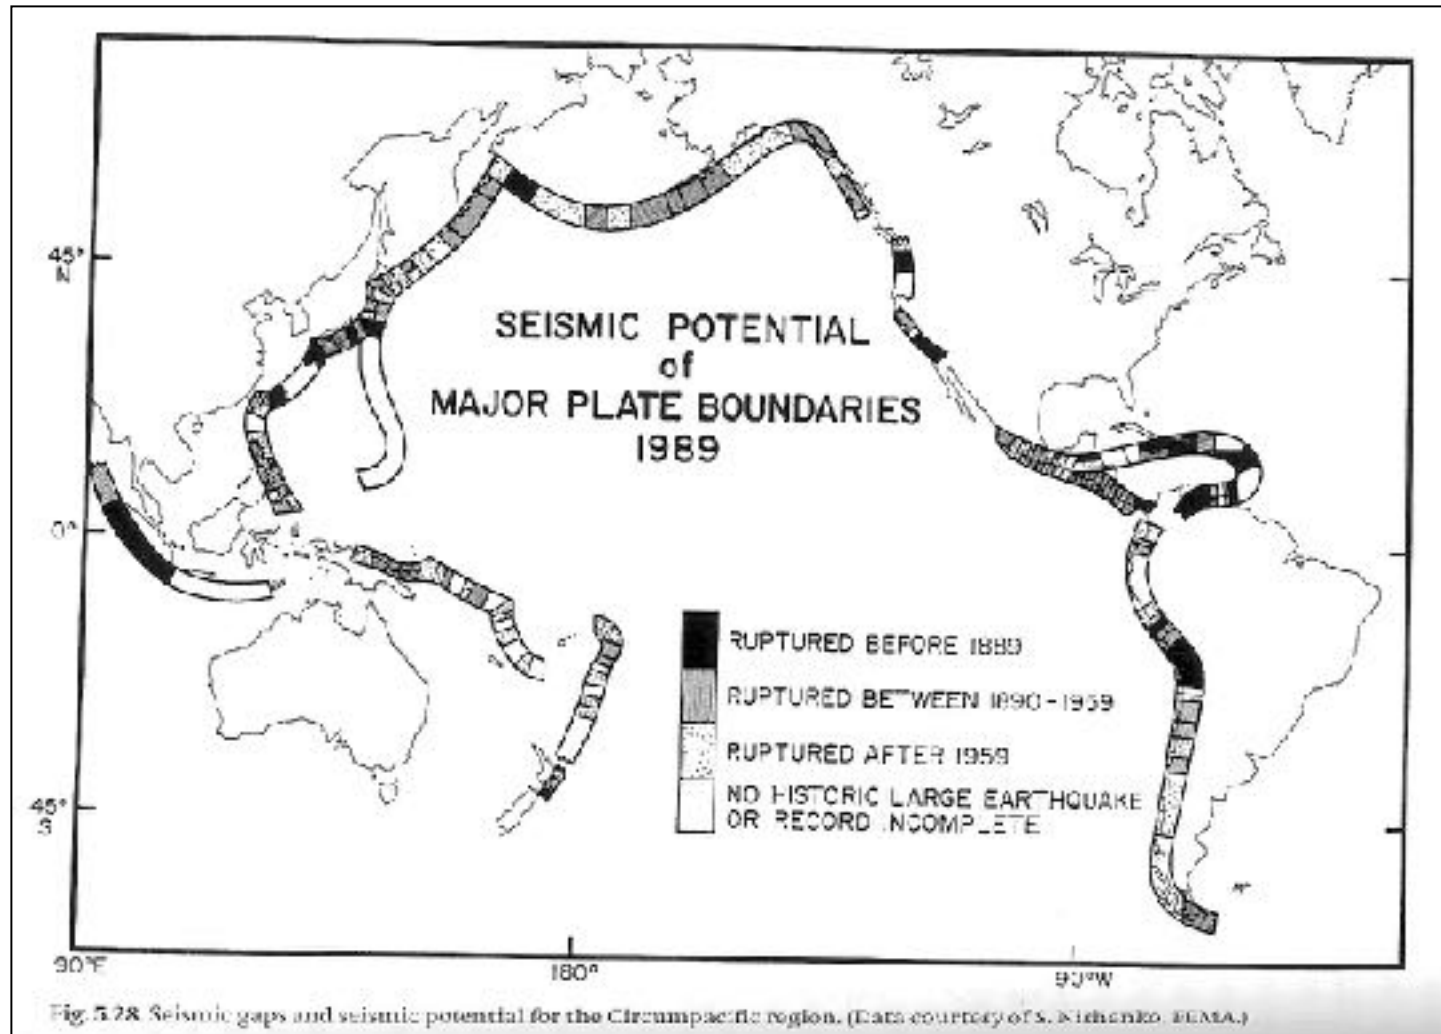 SEISMIC POTENTIAL
of
MAJOR PLATE BOUNDARIES
1989
45°
N
0°
45°
S
RUPTURED BEFORE 1889
RUPTURED BETWEEN 1890-1959
RUPTURED AFTER 1959
NO HISTORIC LARGE EARTHQUAKE
OR RECORD INCOMPLETE
90°E
180°
90°W
Fig. 5.28. Seismic gaps and seismic potential for the Circumpacific region. (Data courtesy of S. Nishenko,